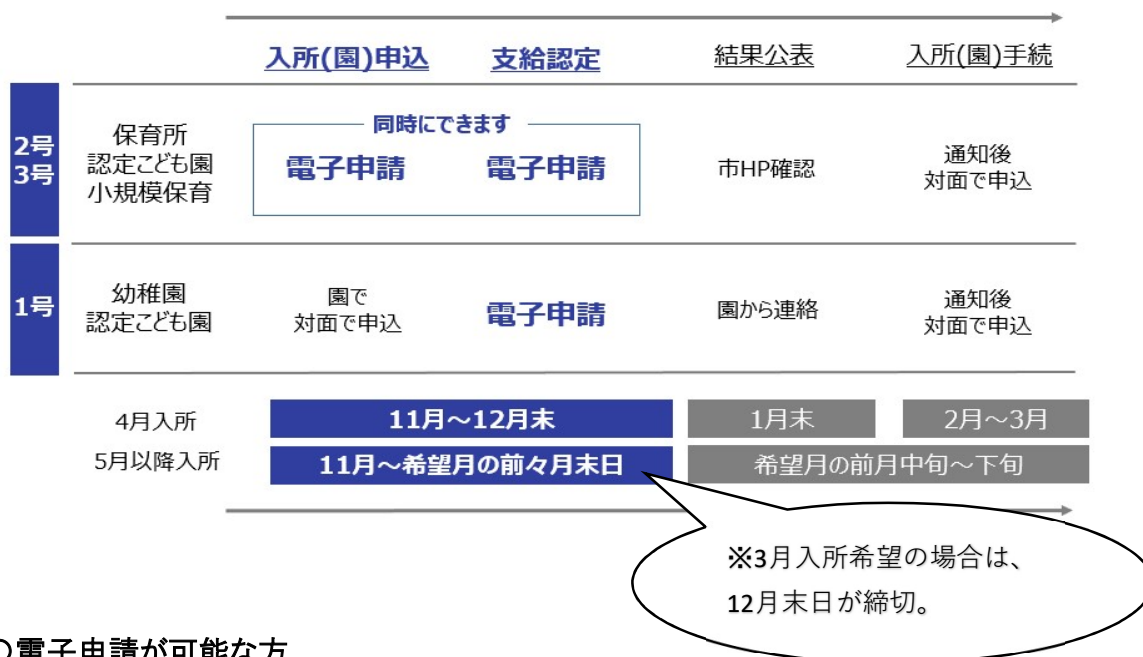 入所(園)申込 支給認定 結果公表 入所(園)手続
2号
3号
保育所
認定こども園
小規模保育
同時にできます
電子申請 電子申請
市HP確認
通知後
対面で申込
1号
幼稚園
認定こども園
園で
対面で申込
電子申請
園から連絡
通知後
対面で申込
4月入所 11月～12月末 1月末 2月～3月
5月以降入所 11月～希望月の前々月末日 希望月の前月中旬～下旬
※3月入所希望の場合は、
12月末日が締切。
○電子申請が可能な方